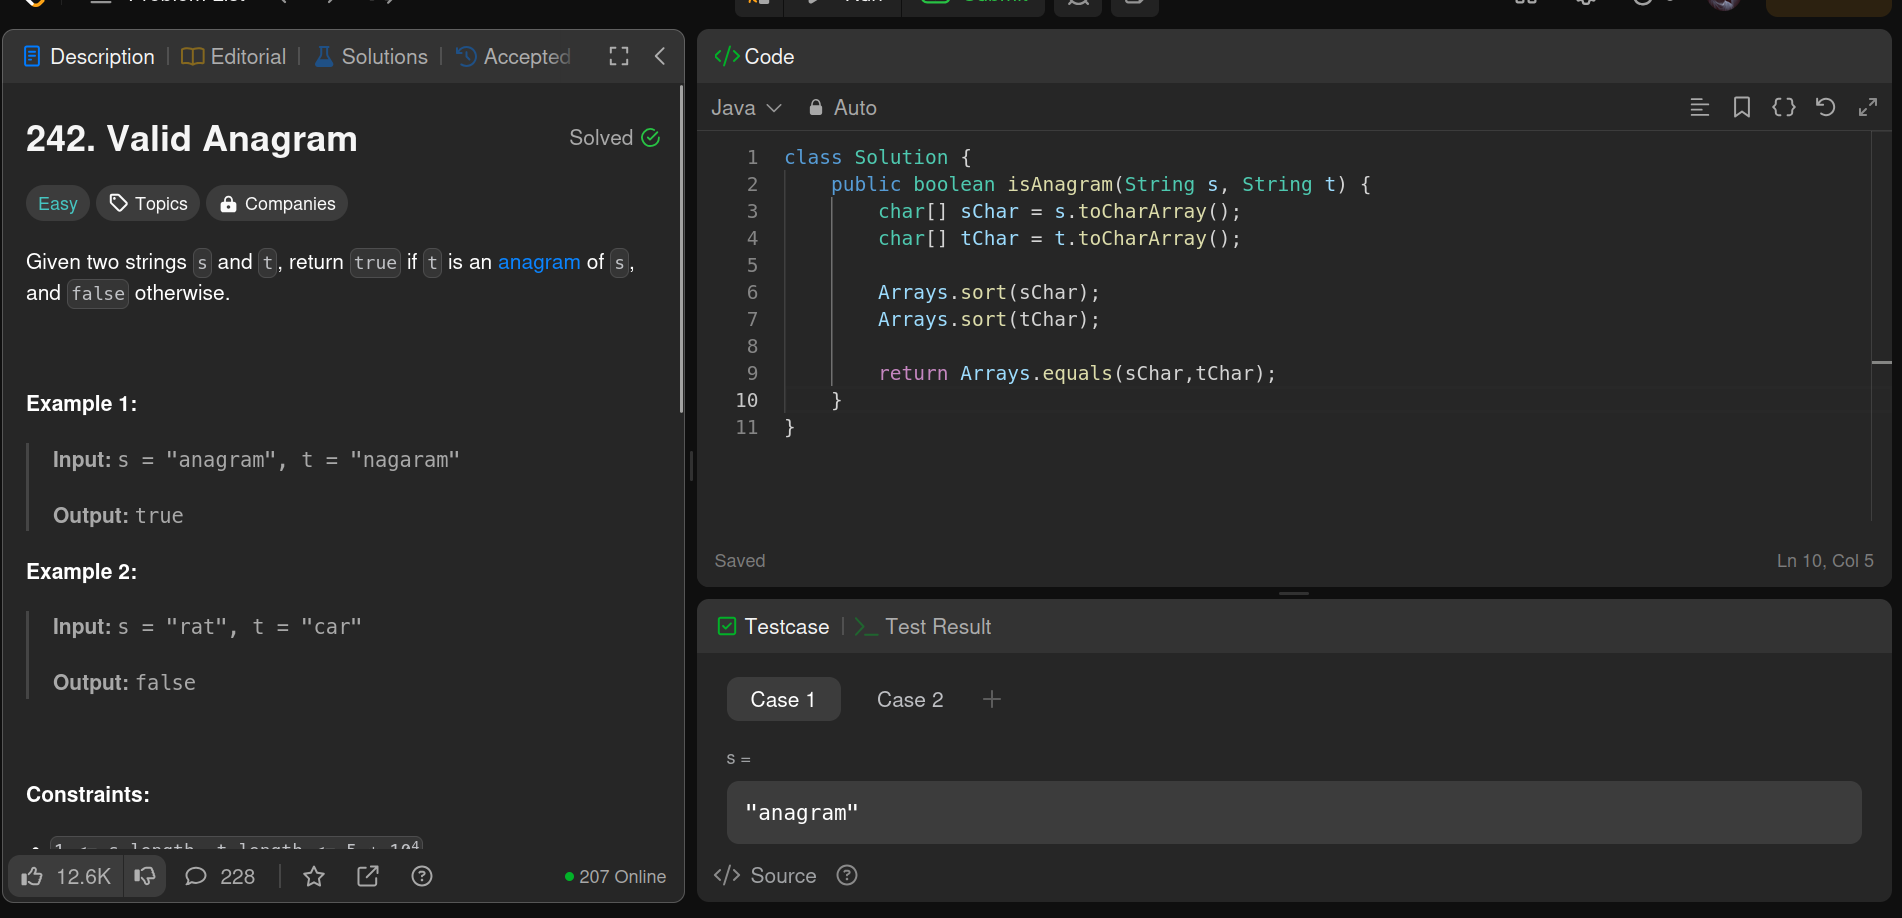 Description | Editorial | Solutions | Accepted
242. Valid Anagram
Solved
Easy Topics Companies
Given two strings s and t, return true if t is an anagram of s,
and false otherwise.
Example 1:
Input: s = "anagram", t = "nagaram"
Output: true
Example 2:
Input: s = "rat", t = "car"
Output: false
Constraints:
12.6K 228 207 Online
</> Code
Java Auto
1 class Solution {
2 public boolean isAnagram(String s, String t) {
3 char[] sChar = s.toCharArray();
4 char[] tChar = t.toCharArray();
5
6 Arrays.sort(sChar);
7 Arrays.sort(tChar);
8
9 return Arrays.equals(sChar,tChar);
10 }
11 }
Saved Ln 10, Col 5
Testcase | >_ Test Result
Case 1 Case 2 +
s =
"anagram"
</> Source